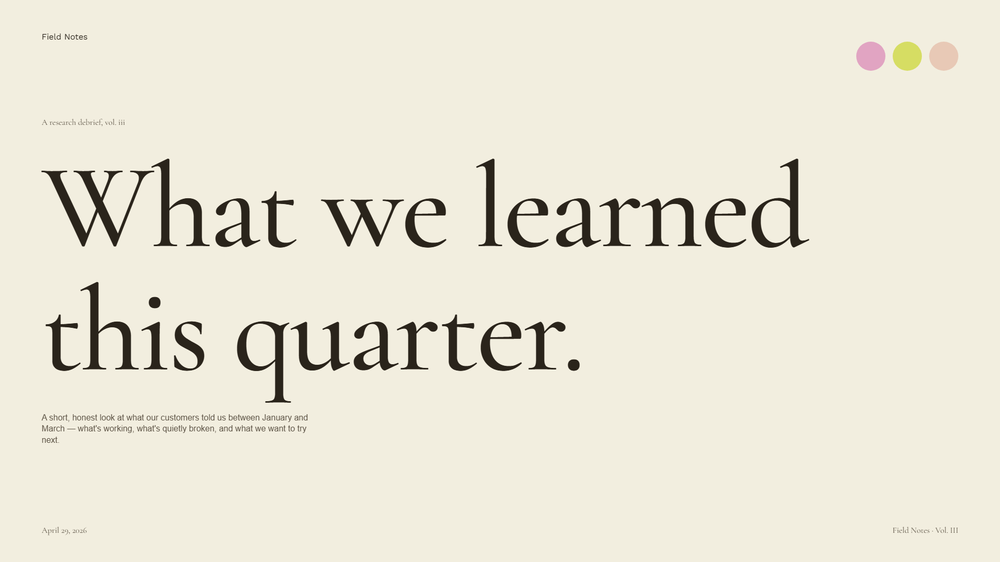 Field Notes
A research debrief, vol. iii
What we learned
this quarter.
A short, honest look at what our customers told us between January and
March — what's working, what's quietly broken, and what we want to try
next.
April 29, 2026
Field Notes · Vol. III